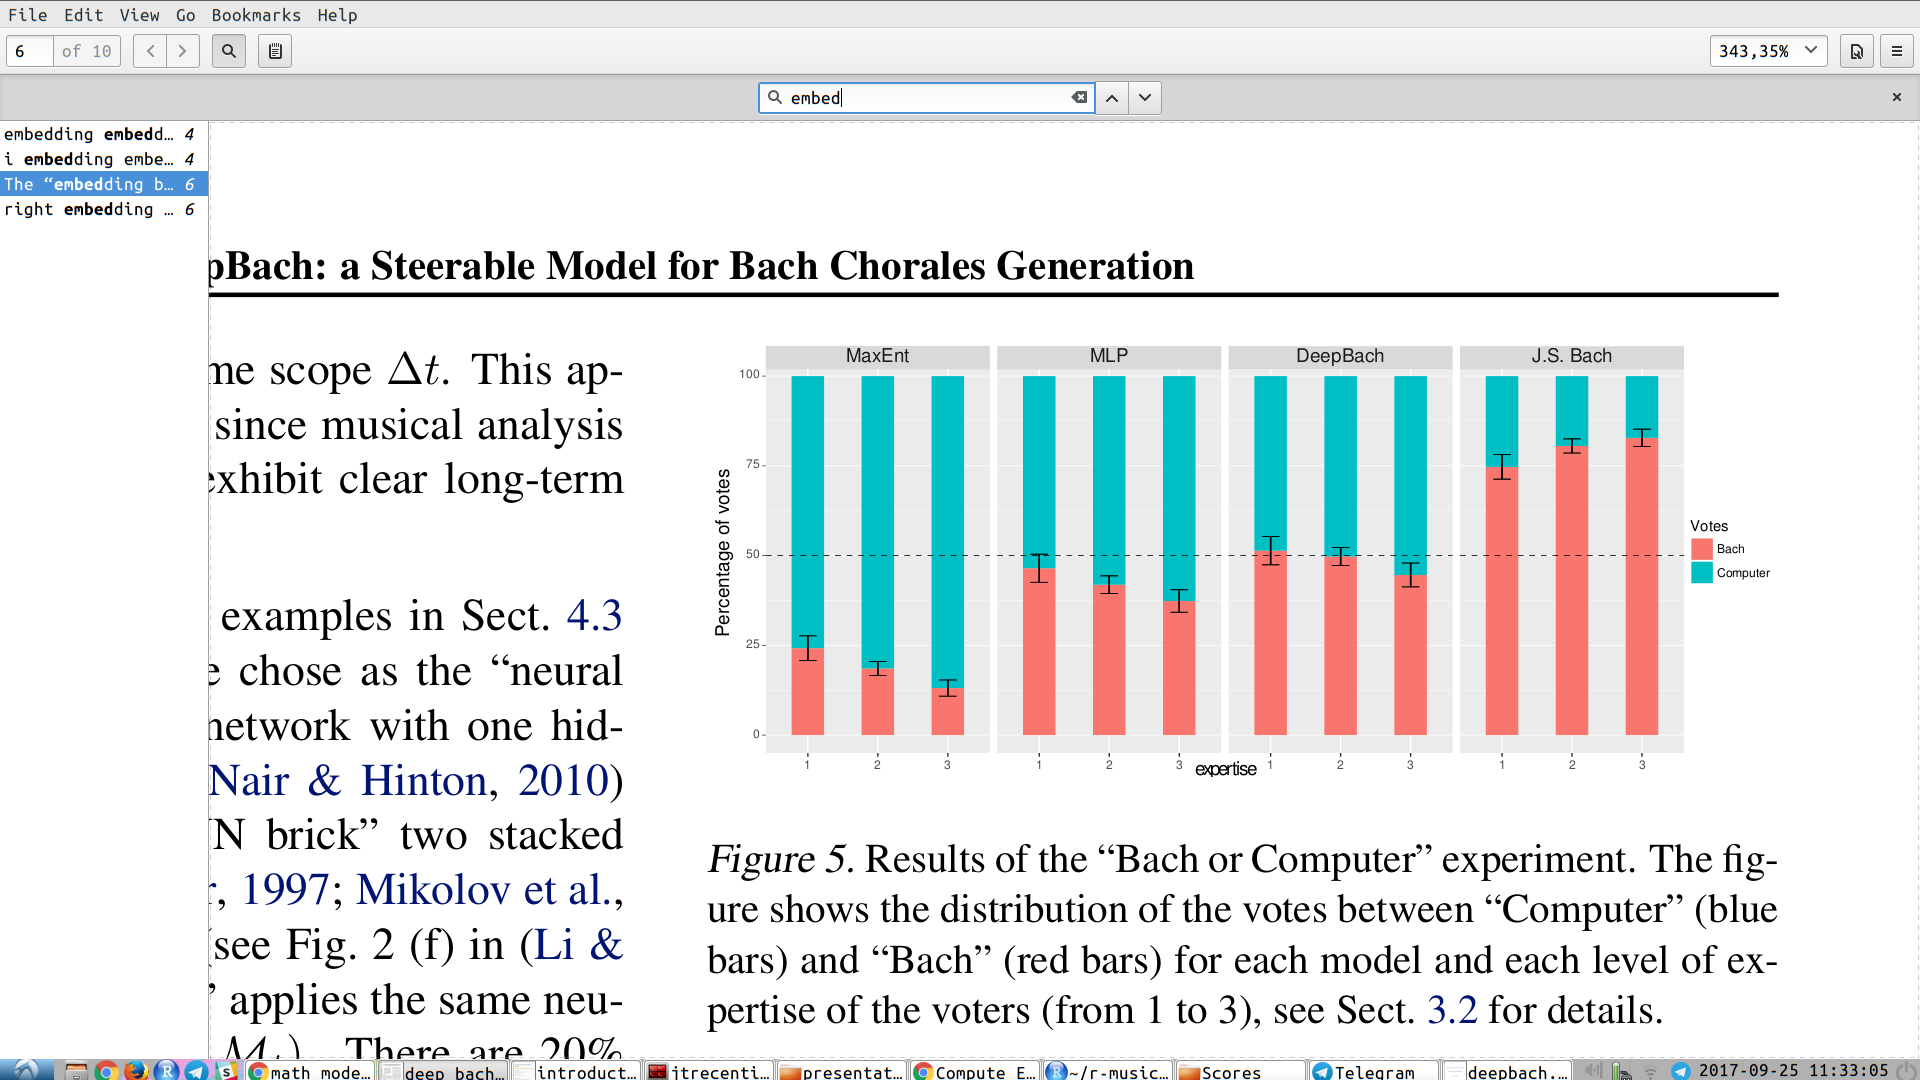 File Edit View Go Bookmarks Help
6 of 10
343,35%
embed
embedding embedd… 4
i embedding embe… 4
The “embedding b… 6
right embedding … 6
pBach: a Steerable Model for Bach Chorales Generation
me scope Δt. This ap-
since musical analysis
exhibit clear long-term
examples in Sect. 4.3
e chose as the “neural
network with one hid-
Nair & Hinton, 2010)
N brick” two stacked
r, 1997; Mikolov et al.,
(see Fig. 2 (f) in (Li &
” applies the same neu-
There are 20%
MaxEnt MLP DeepBach J.S. Bach
Percentage of votes
100
75
50
25
0
1 2 3 1 2 3 1 2 3 1 2 3
expertise
Votes
Bach
Computer
Figure 5. Results of the “Bach or Computer” experiment. The fig-
ure shows the distribution of the votes between “Computer” (blue
bars) and “Bach” (red bars) for each model and each level of ex-
pertise of the voters (from 1 to 3), see Sect. 3.2 for details.
math mode… deep bach… introduct… jtrecenti… presentat… Compute E… ~/r-music… Scores Telegram deepbach.… 2017-09-25 11:33:05